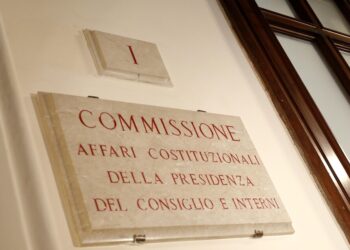 I
COMMISSIONE
AFFARI COSTITUZIONALI
DELLA PRESIDENZA
DEL CONSIGLIO E INTERNI